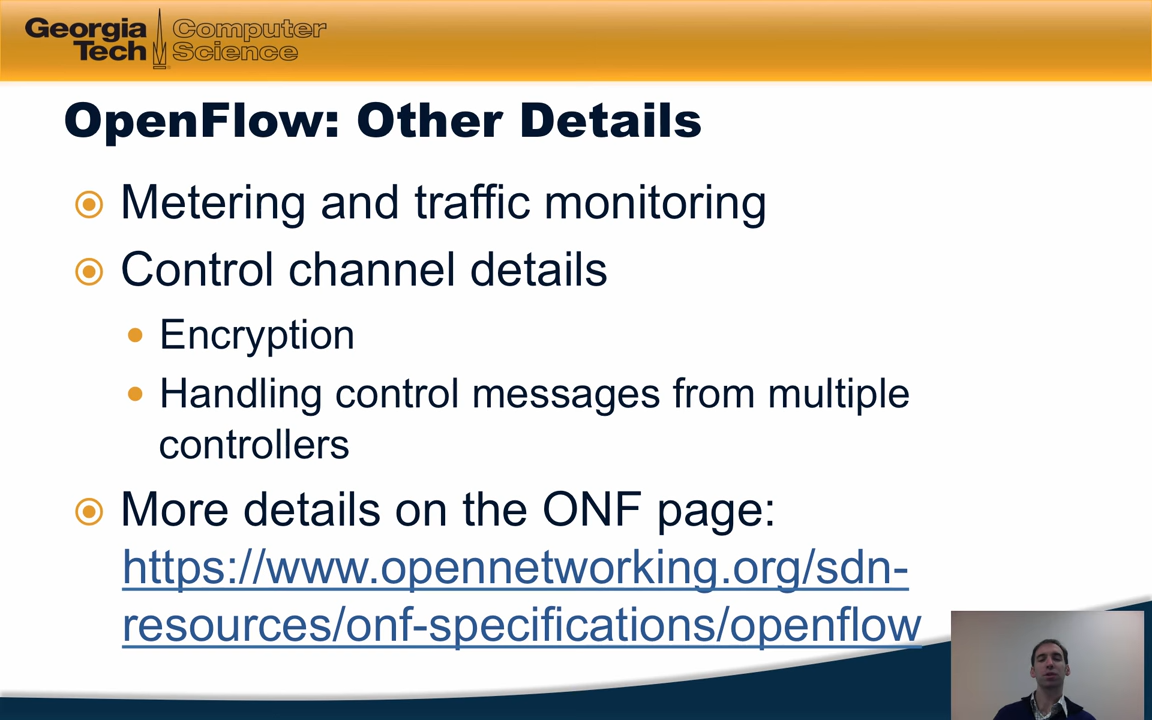 Georgia Tech
Computer Science
OpenFlow: Other Details
Metering and traffic monitoring
Control channel details
Encryption
Handling control messages from multiple
controllers
More details on the ONF page:
https://www.opennetworking.org/sdn-
resources/onf-specifications/openflow